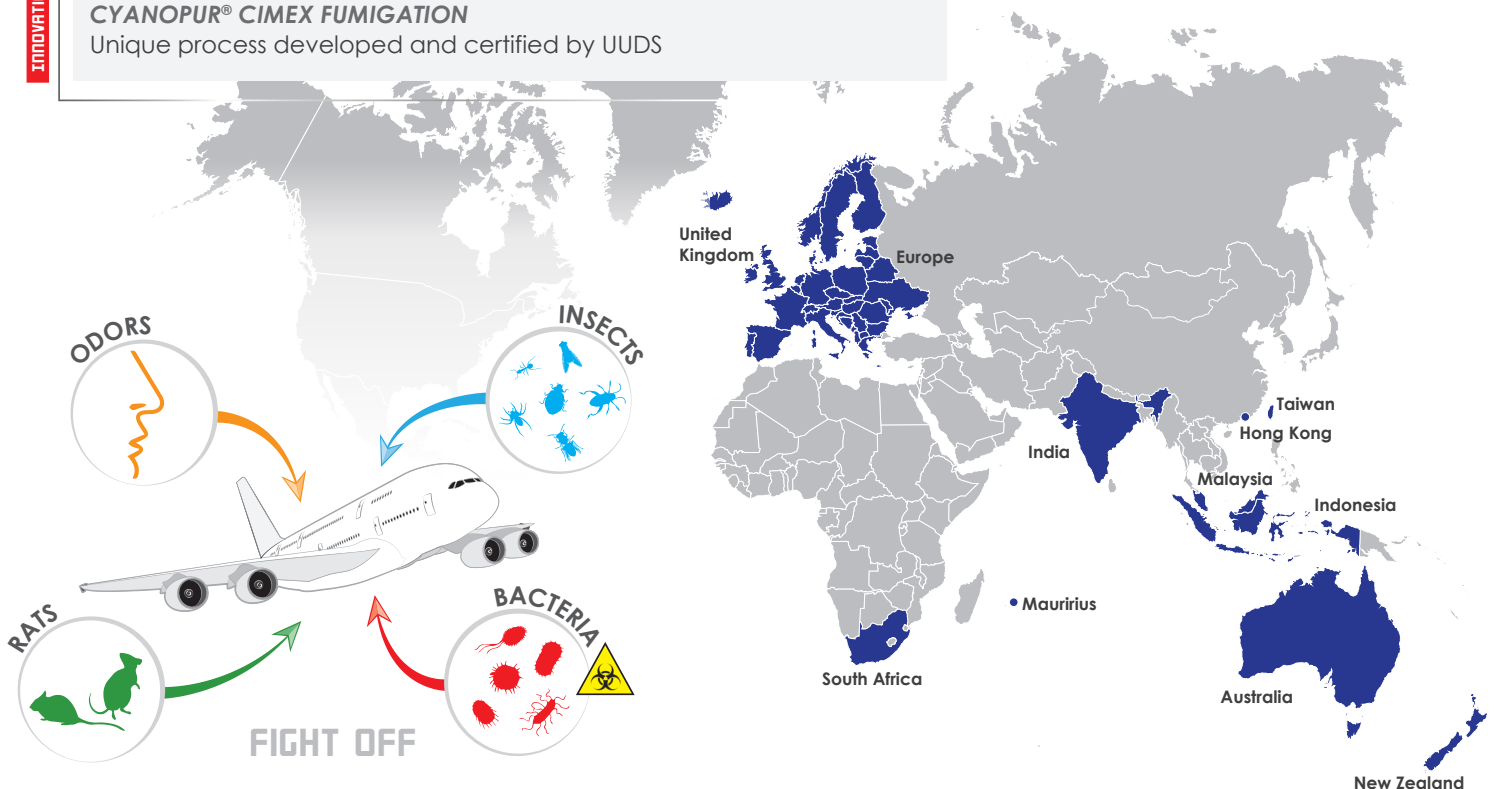 INNOVATI
CYANOPUR® CIMEX FUMIGATION
Unique process developed and certified by UUDS
United
Kingdom
Europe
ODORS
INSECTS
Taiwan
Hong Kong
India
Malaysia
Indonesia
RATS
BACTERIA
Mauririus
South Africa
Australia
FIGHT OFF
New Zealand